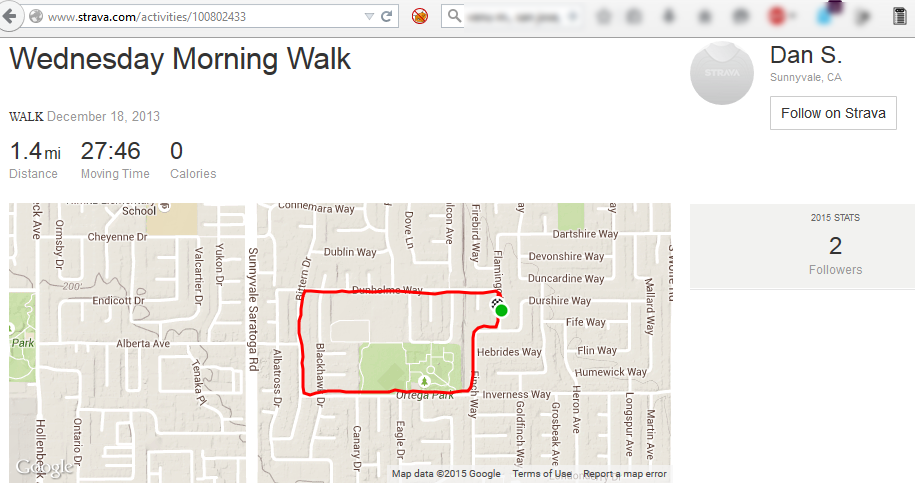 www.strava.com/activities/100802433
Wednesday Morning Walk
WALK December 18, 2013
1.4 mi
Distance
27:46
Moving Time
0
Calories
STRAVA
Dan S.
Sunnyvale, CA
Follow on Strava
2015 STATS
2
Followers
School
Ormsby Dr
Cheyenne Dr
Valcartier Dr
Yukon Dr
200'
Endicott Dr
Park
Alberta Ave
Tenaka Pl
Hollenbeck
Ontario Dr
Sunnyvale Saratoga Rd
Connemara Way
Dove Ln
Firebird Way
Dublin Way
Bittern Dr
Dunholme Way
Flamingo
Dartshire Way
Devonshire Way
Duncardine Way
Durshire Way
Mallard Way
Fife Way
Flin Way
Humewick Way
Hebrides Way
Albatross Dr
Blackhawk Dr
Ortega Park
Finch Way
Inverness Way
Canary Dr
Eagle Dr
Goldfinch Way
Grosbeak Ave
Heron Ave
Longspur Ave
Martin Ave
Google
Map data ©2015 Google
Terms of Use
Report a map error